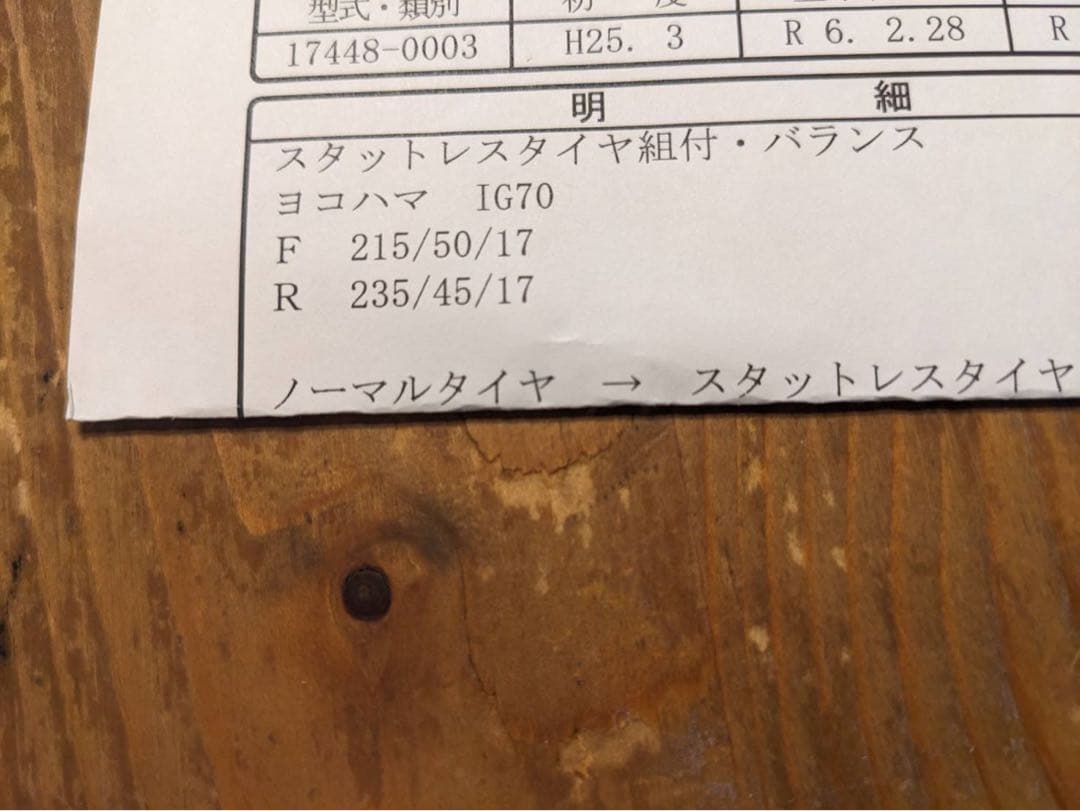 型式・類別 初 度
17448-0003 H25. 3 R 6. 2.28 R
明 細
スタットレスタイヤ組付・バランス
ヨコハマ IG70
F 215/50/17
R 235/45/17
ノーマルタイヤ → スタットレスタイヤ